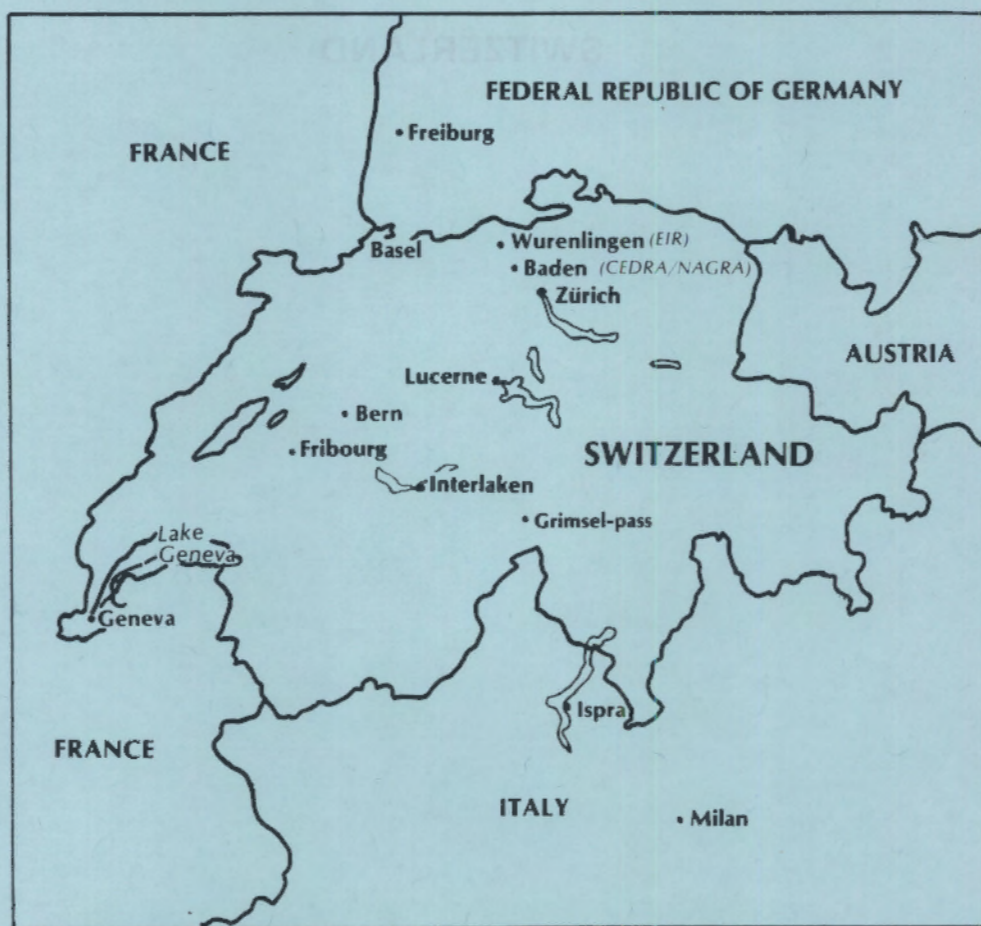 SWITZERLAND
FEDERAL REPUBLIC OF GERMANY
Freiburg
FRANCE
Basel
Wurenlingen (EIR)
Baden (CEDRA/NAGRA)
Zürich
AUSTRIA
Lucerne
Bern
Fribourg
SWITZERLAND
Interlaken
Grimsel-pass
Lake
Geneva
Geneva
Ispra
FRANCE
ITALY
Milan